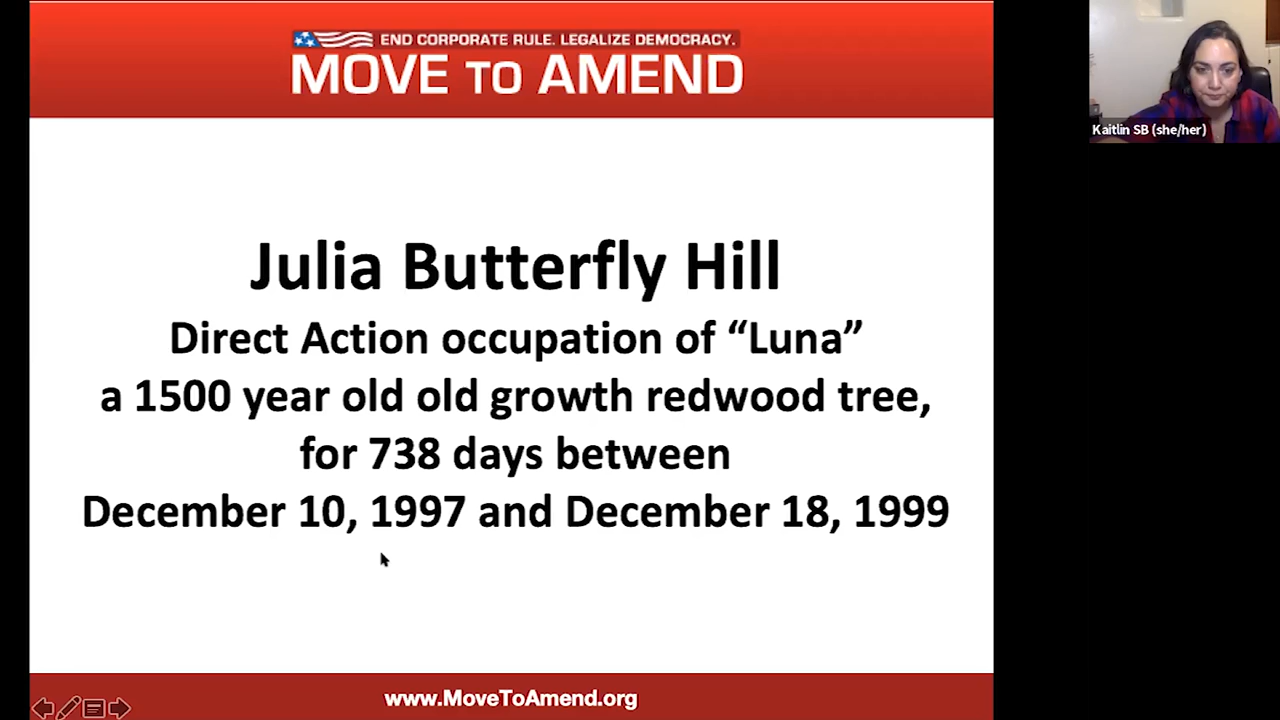 END CORPORATE RULE. LEGALIZE DEMOCRACY.
MOVE TO AMEND
Kaitlin SB (she/her)
Julia Butterfly Hill
Direct Action occupation of “Luna”
a 1500 year old old growth redwood tree,
for 738 days between
December 10, 1997 and December 18, 1999
www.MoveToAmend.org